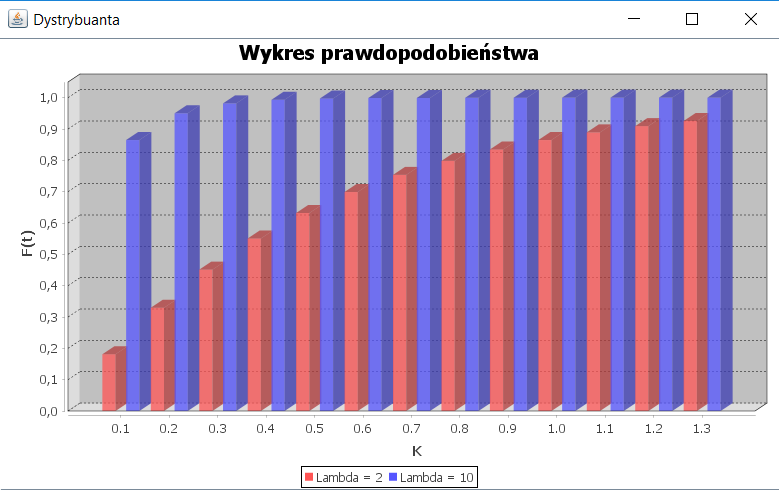 Dystrybuanta
Wykres prawdopodobieństwa
1,0
0,9
0,8
0,7
0,6
0,5
0,4
0,3
0,2
0,1
0,0
F(t)
0.1 0.2 0.3 0.4 0.5 0.6 0.7 0.8 0.9 1.0 1.1 1.2 1.3
K
Lambda = 2 Lambda = 10